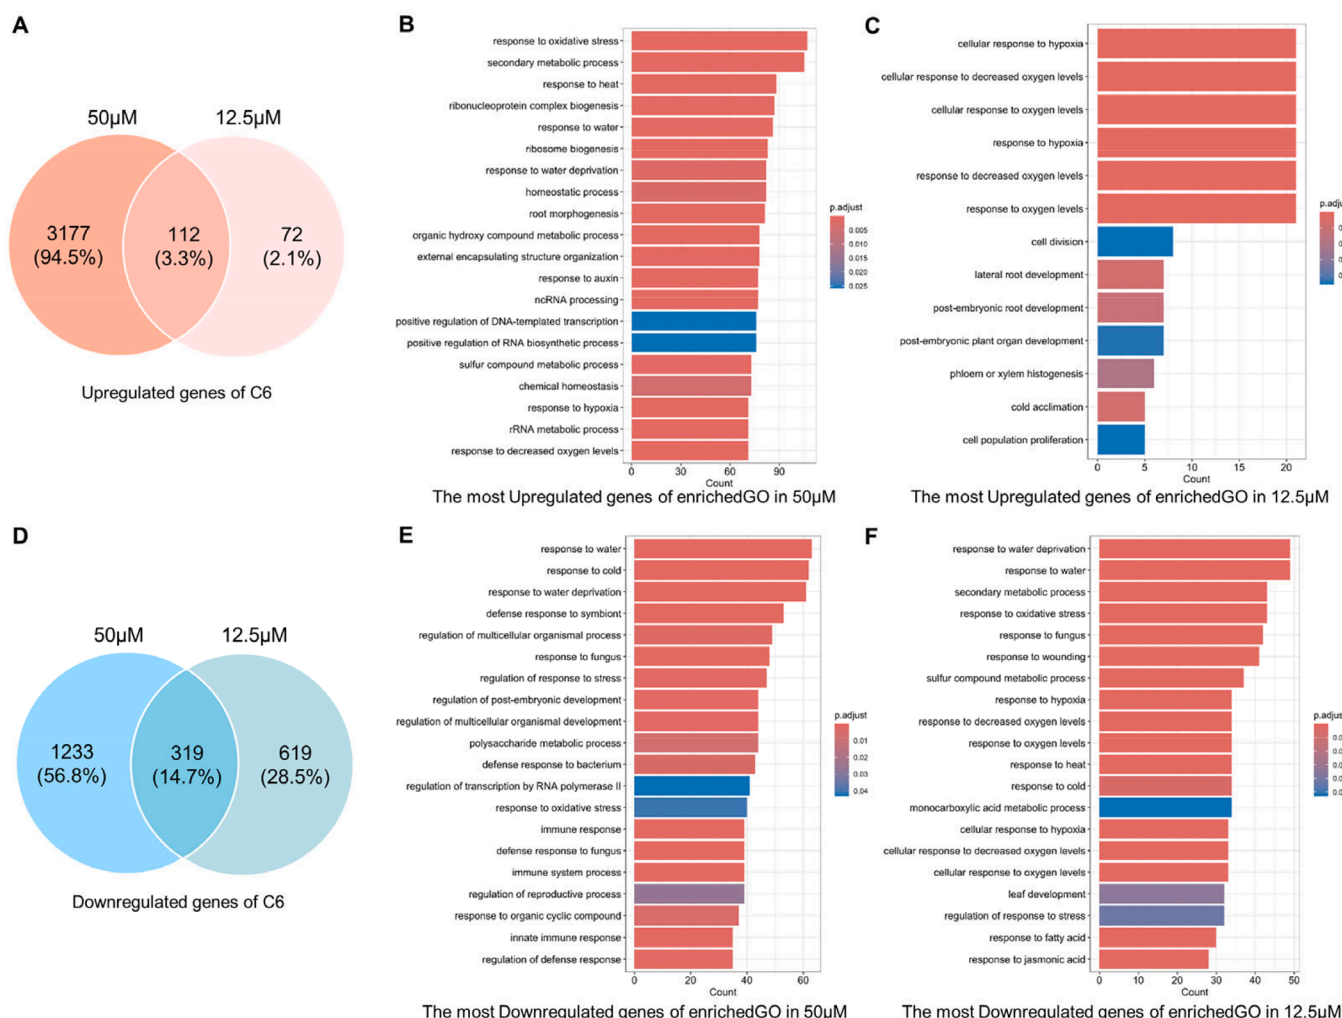 A
50μM
12.5μM
3177
(94.5%)
112
(3.3%)
72
(2.1%)
Upregulated genes of C6
B
response to oxidative stress
secondary metabolic process
response to heat
ribonucleoprotein complex biogenesis
response to water
ribosome biogenesis
response to water deprivation
homeostatic process
root morphogenesis
organic hydroxy compound metabolic process
external encapsulating structure organization
response to auxin
ncRNA processing
positive regulation of DNA-templated transcription
positive regulation of RNA biosynthetic process
sulfur compound metabolic process
chemical homeostasis
response to hypoxia
rRNA metabolic process
response to decreased oxygen levels
0 30 60 90
Count
p.adjust
0.005
0.010
0.015
0.020
0.025
The most Upregulated genes of enrichedGO in 50μM
C
cellular response to hypoxia
cellular response to decreased oxygen levels
cellular response to oxygen levels
response to hypoxia
response to decreased oxygen levels
response to oxygen levels
cell division
lateral root development
post-embryonic root development
post-embryonic plant organ development
phloem or xylem histogenesis
cold acclimation
cell population proliferation
0 5 10 15 20
Count
The most Upregulated genes of enrichedGO in 12.5μM
D
50μM
12.5μM
1233
(56.8%)
319
(14.7%)
619
(28.5%)
Downregulated genes of C6
E
response to water
response to cold
response to water deprivation
defense response to symbiont
regulation of multicellular organismal process
response to fungus
regulation of response to stress
regulation of post-embryonic development
regulation of multicellular organismal development
polysaccharide metabolic process
defense response to bacterium
regulation of transcription by RNA polymerase II
response to oxidative stress
immune response
defense response to fungus
immune system process
regulation of reproductive process
response to organic cyclic compound
innate immune response
regulation of defense response
0 20 40 60
Count
p.adjust
0.01
0.02
0.03
0.04
The most Downregulated genes of enrichedGO in 50μM
F
response to water deprivation
response to water
secondary metabolic process
response to oxidative stress
response to fungus
response to wounding
sulfur compound metabolic process
response to hypoxia
response to decreased oxygen levels
response to oxygen levels
response to heat
response to cold
monocarboxylic acid metabolic process
cellular response to hypoxia
cellular response to decreased oxygen levels
cellular response to oxygen levels
leaf development
regulation of response to stress
response to fatty acid
response to jasmonic acid
0 10 20 30 40 50
Count
The most Downregulated genes of enrichedGO in 12.5μM